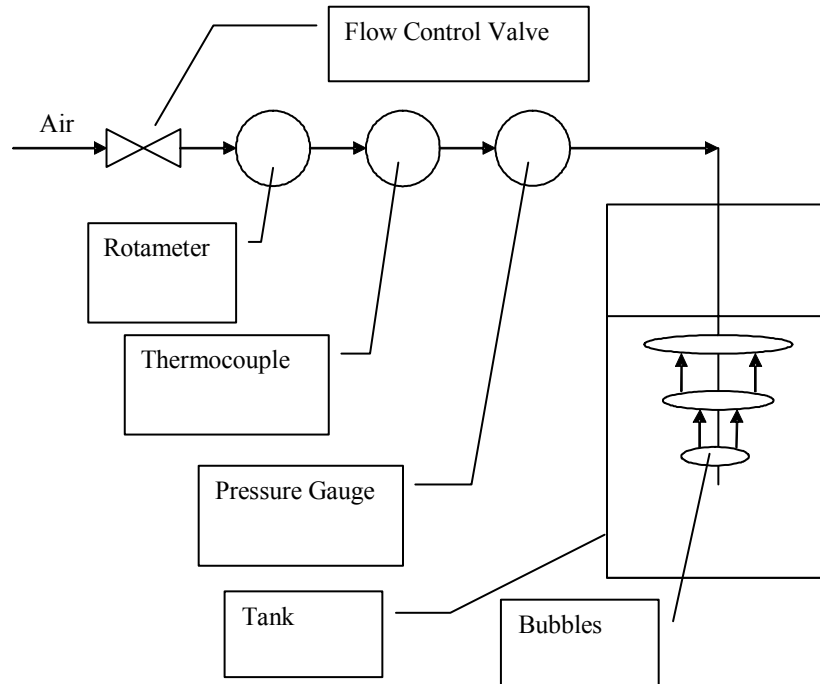 Flow Control Valve
Air
Rotameter
Thermocouple
Pressure Gauge
Tank
Bubbles